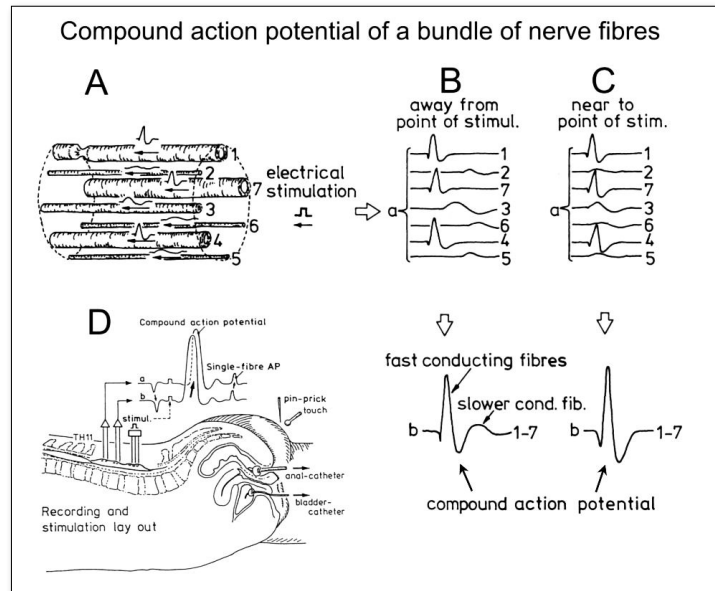 Compound action potential of a bundle of nerve fibres
A
1
2
7
3
6
4
5
electrical
stimulation
B
away from
point of stimul.
a
1
2
7
3
6
4
5
C
near to
point of stim.
a
1
2
7
3
6
4
5
D
Compound action potential
Single-fibre AP
a
b
stimul.
pin-prick
touch
TH11
anal-catheter
bladder-
catheter
Recording and
stimulation lay out
fast conducting fibres
slower cond. fib.
b
1-7
b
1-7
compound action potential